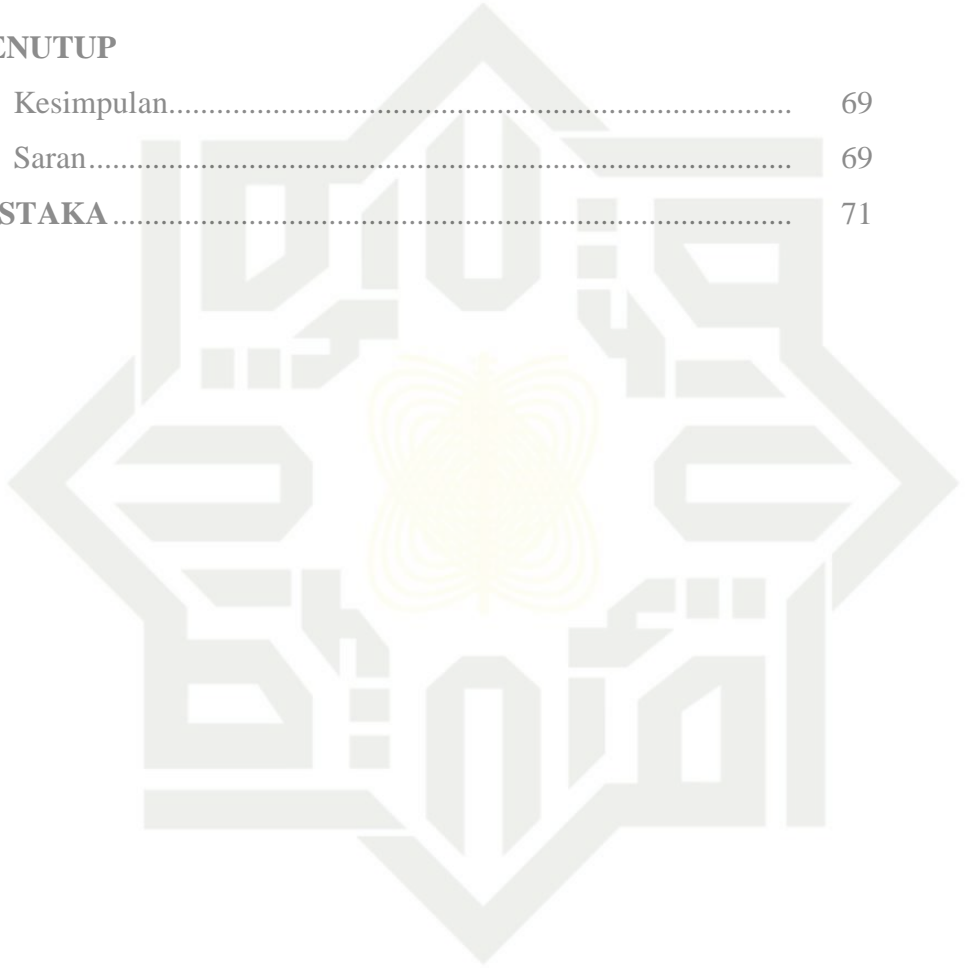 ENUTUP
Kesimpulan.............................................................................. 69
Saran........................................................................................ 69
STAKA..................................................................................... 71